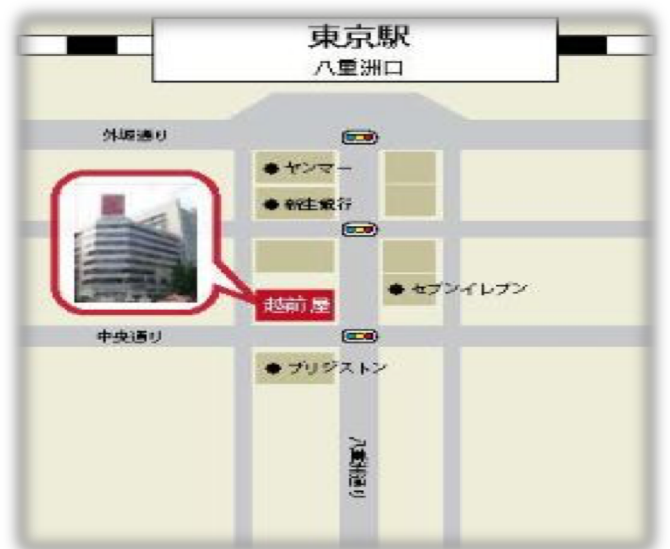 東京駅
八重洲口
外堀通り
ヤンマー
新生銀行
セブンイレブン
越前屋
中央通り
ブリジストン
八重洲通り